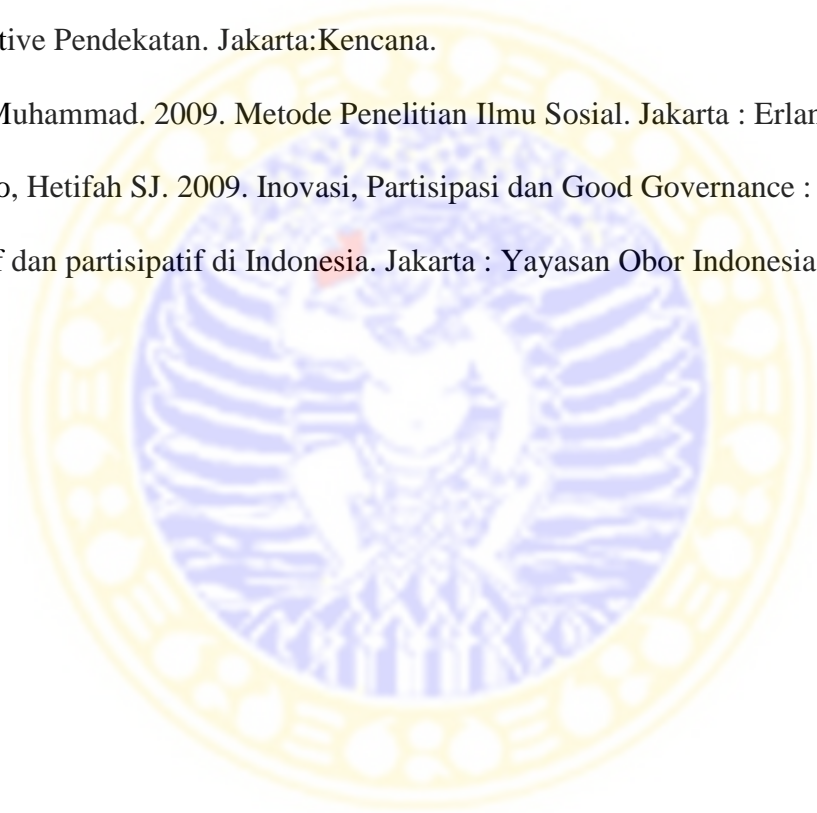 tive Pendekatan. Jakarta:Kencana.
Muhammad. 2009. Metode Penelitian Ilmu Sosial. Jakarta : Erlan
o, Hetifah SJ. 2009. Inovasi, Partisipasi dan Good Governance :
f dan partisipatif di Indonesia. Jakarta : Yayasan Obor Indonesia